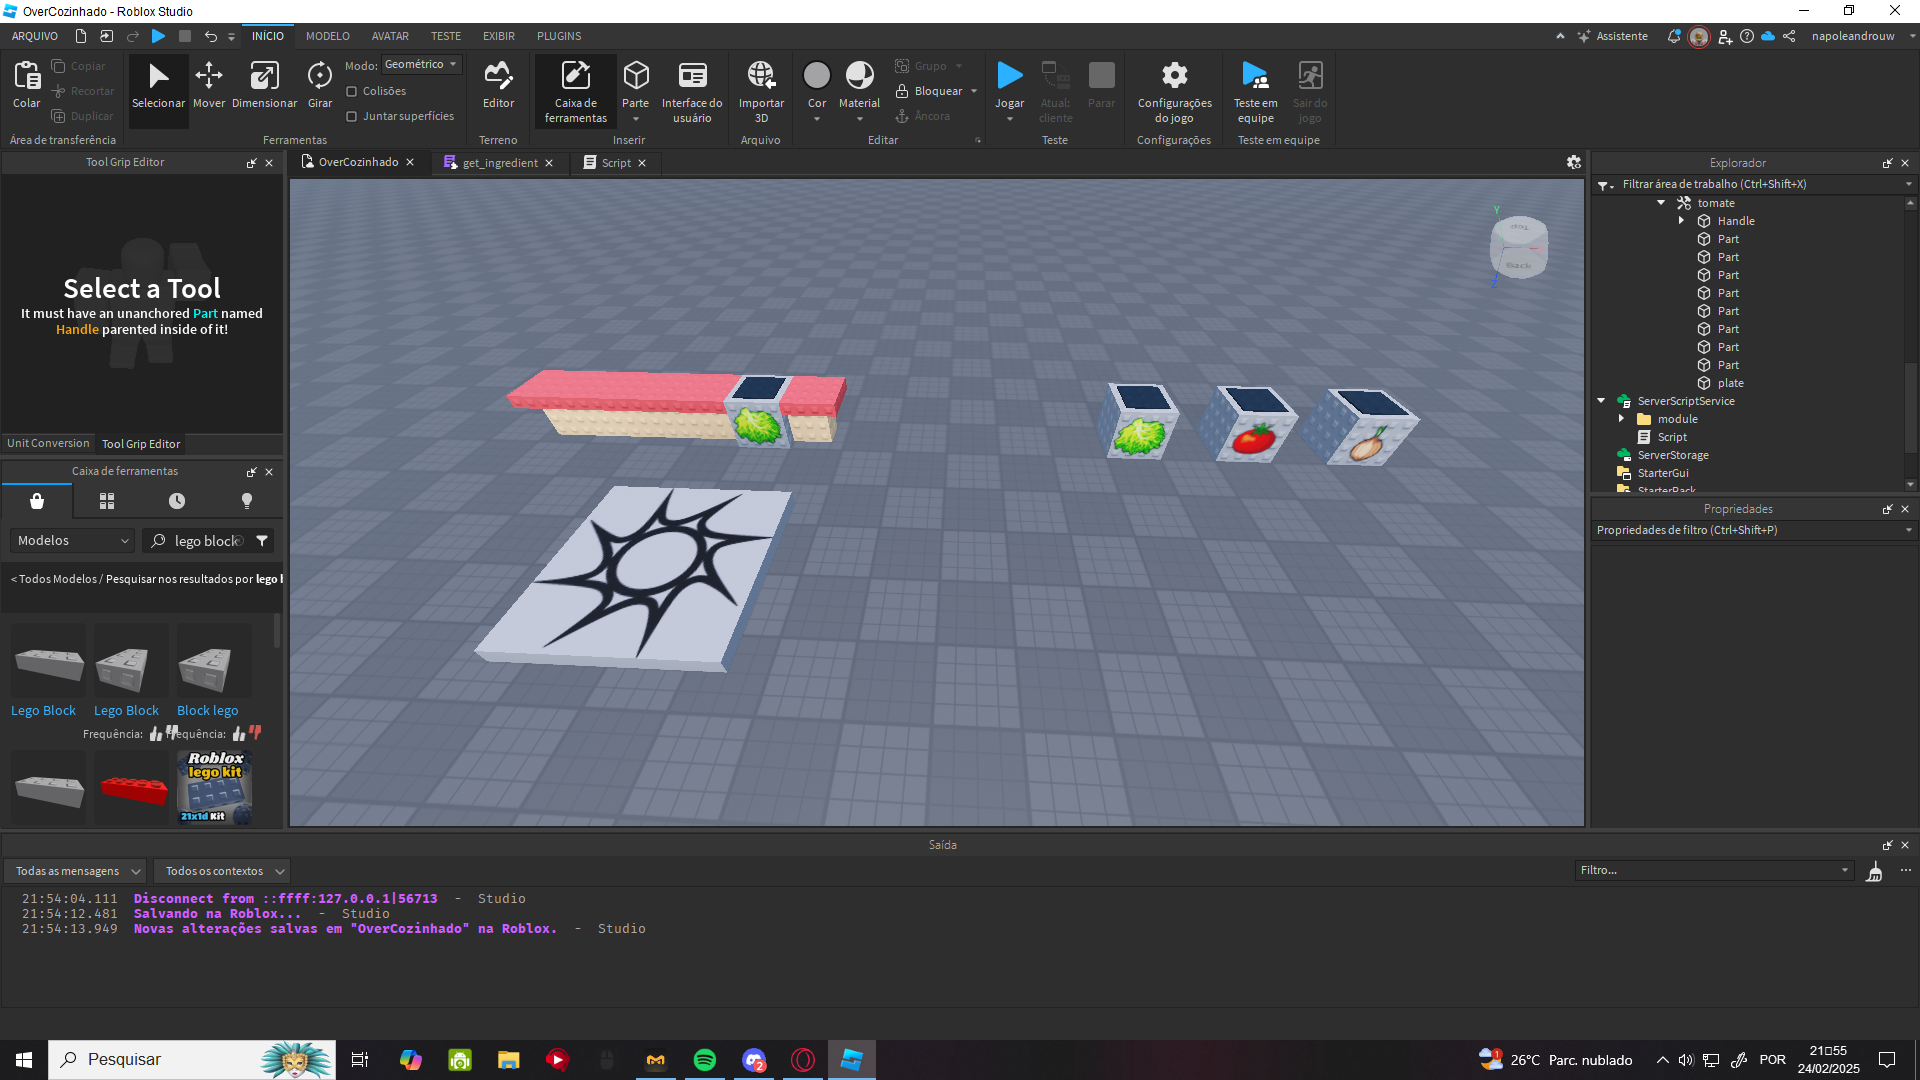 OverCozinhado - Roblox Studio
ARQUIVO
INÍCIO
MODELO
AVATAR
TESTE
EXIBIR
PLUGINS
Assistente
napoleandrouw
Colar
Copiar
Recortar
Duplicar
Área de transferência
Selecionar
Mover
Dimensionar
Girar
Modo: Geométrico
Colisões
Juntar superfícies
Ferramentas
Editor
Terreno
Caixa de ferramentas
Parte
Interface do usuário
Inserir
Importar 3D
Arquivo
Cor
Material
Grupo
Bloquear
Âncora
Editar
Jogar
Atual: cliente
Parar
Teste
Configurações do jogo
Configurações
Teste em equipe
Sair do jogo
Teste em equipe
Tool Grip Editor
Select a Tool
It must have an unanchored Part named
Handle parented inside of it!
Unit Conversion
Tool Grip Editor
OverCozinhado
get_ingredient
Script
Y
Z
Back
Caixa de ferramentas
Modelos
lego block
< Todos Modelos / Pesquisar nos resultados por lego
Lego Block
Lego Block
Block lego
Frequência:
Roblox
lego kit
21x1d Kit
Explorador
Filtrar área de trabalho (Ctrl+Shift+X)
tomate
Handle
Part
Part
Part
Part
Part
Part
Part
Part
plate
ServerScriptService
module
Script
ServerStorage
StarterGui
StarterPack
Propriedades
Propriedades de filtro (Ctrl+Shift+P)
Saída
Todas as mensagens
Todos os contextos
Filtro...
21:54:04.111 Disconnect from ::ffff:127.0.0.1|56713 - Studio
21:54:12.481 Salvando na Roblox... - Studio
21:54:13.949 Novas alterações salvas em "OverCozinhado" na Roblox. - Studio
Pesquisar
2
1
26°C Parc. nublado
POR
21:55
24/02/2025